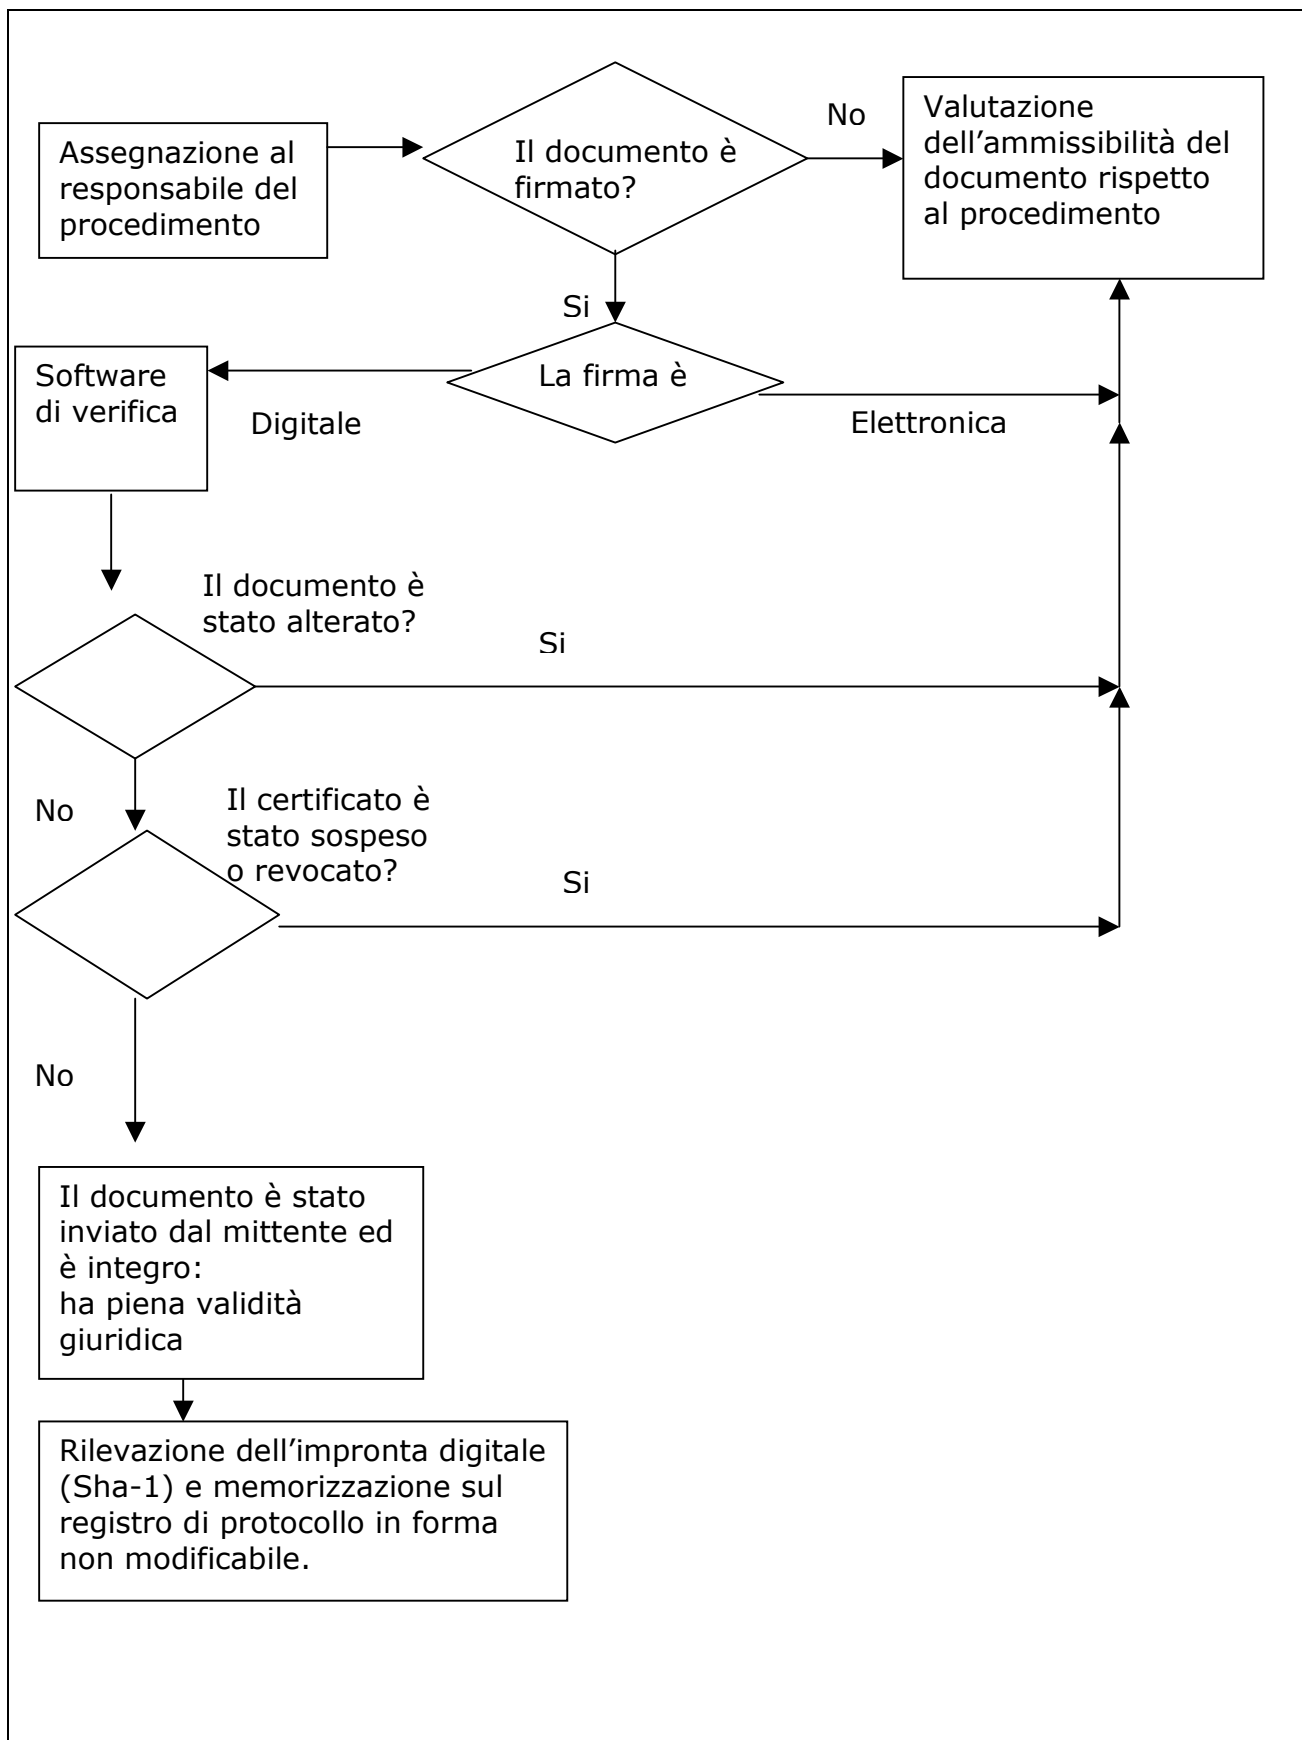 Assegnazione al
responsabile del
procedimento
Il documento è
firmato?
No
Valutazione
dell’ammissibilità del
documento rispetto
al procedimento
Si
Software
di verifica
Digitale
La firma è
Elettronica
Il documento è
stato alterato?
Si
No
Il certificato è
stato sospeso
o revocato?
Si
No
Il documento è stato
inviato dal mittente ed
è integro:
ha piena validità
giuridica
Rilevazione dell’impronta digitale
(Sha-1) e memorizzazione sul
registro di protocollo in forma
non modificabile.